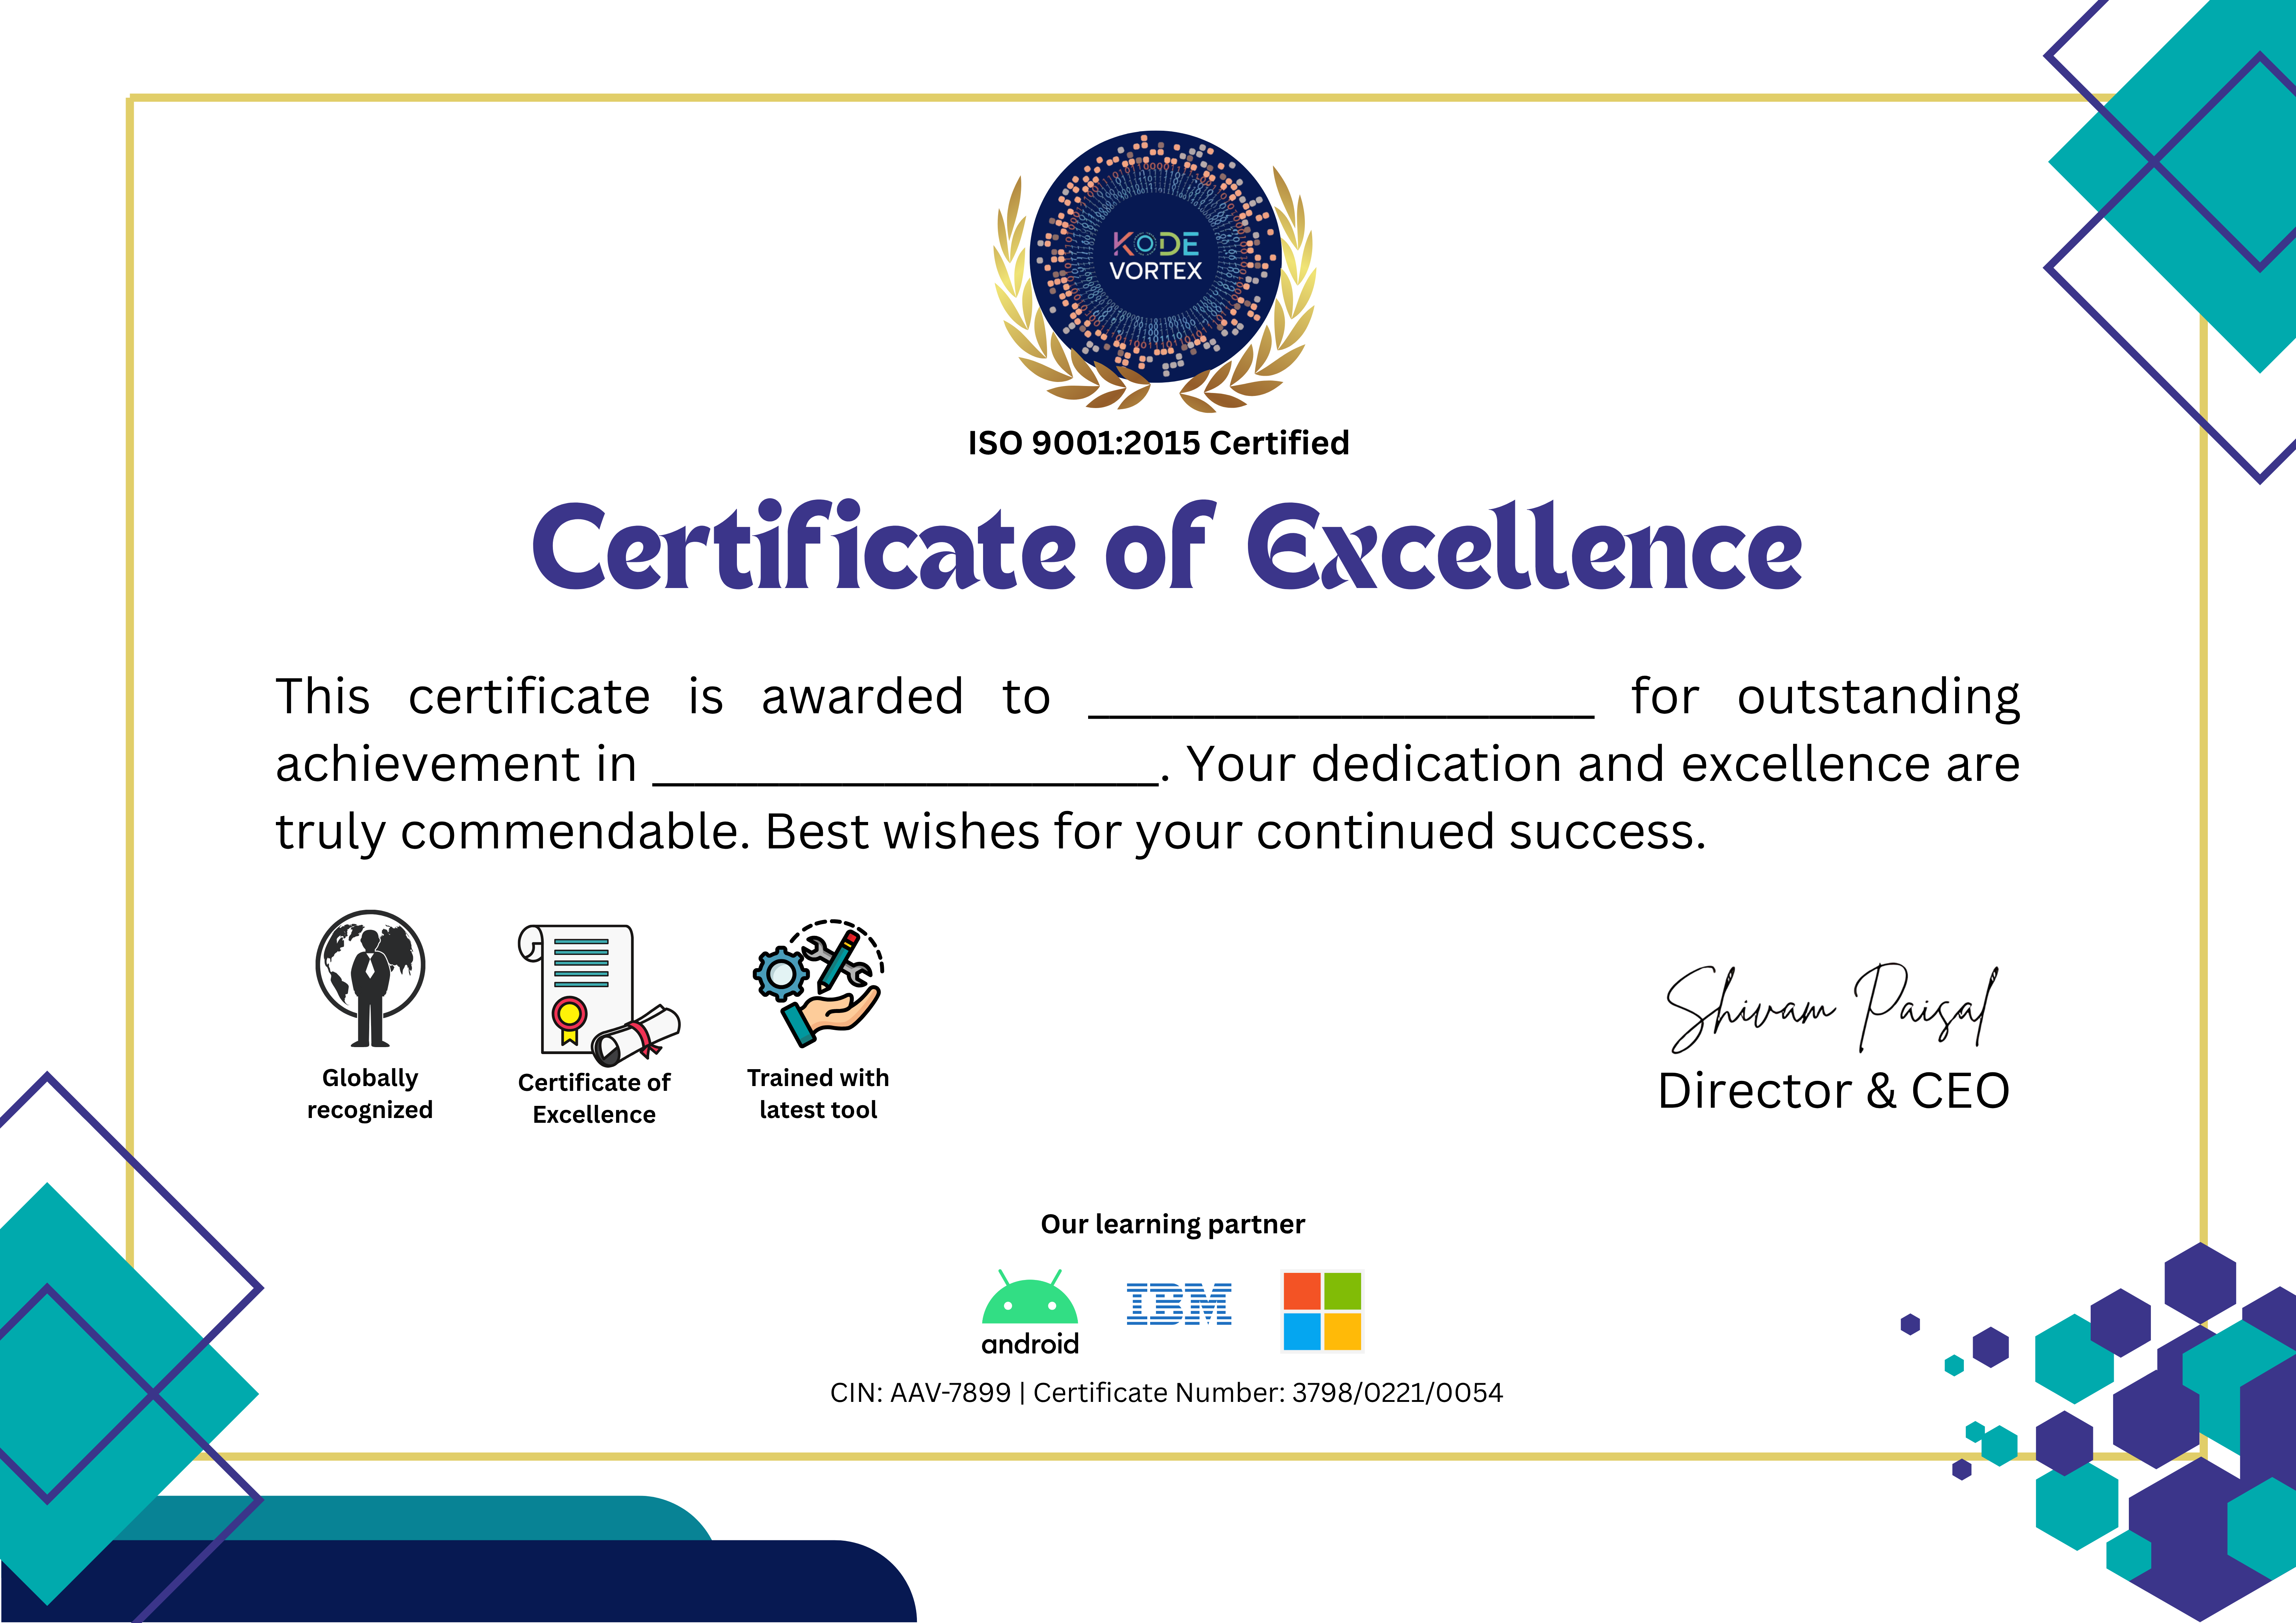 KODE
VORTEX
ISO 9001:2015 Certified
Certificate of Excellence
This certificate is awarded to ____________________ for outstanding
achievement in ____________________. Your dedication and excellence are
truly commendable. Best wishes for your continued success.
Globally
recognized
Certificate of
Excellence
Trained with
latest tool
Shivam Paisal
Director & CEO
Our learning partner
android
IBM
CIN: AAV-7899 | Certificate Number: 3798/0221/0054